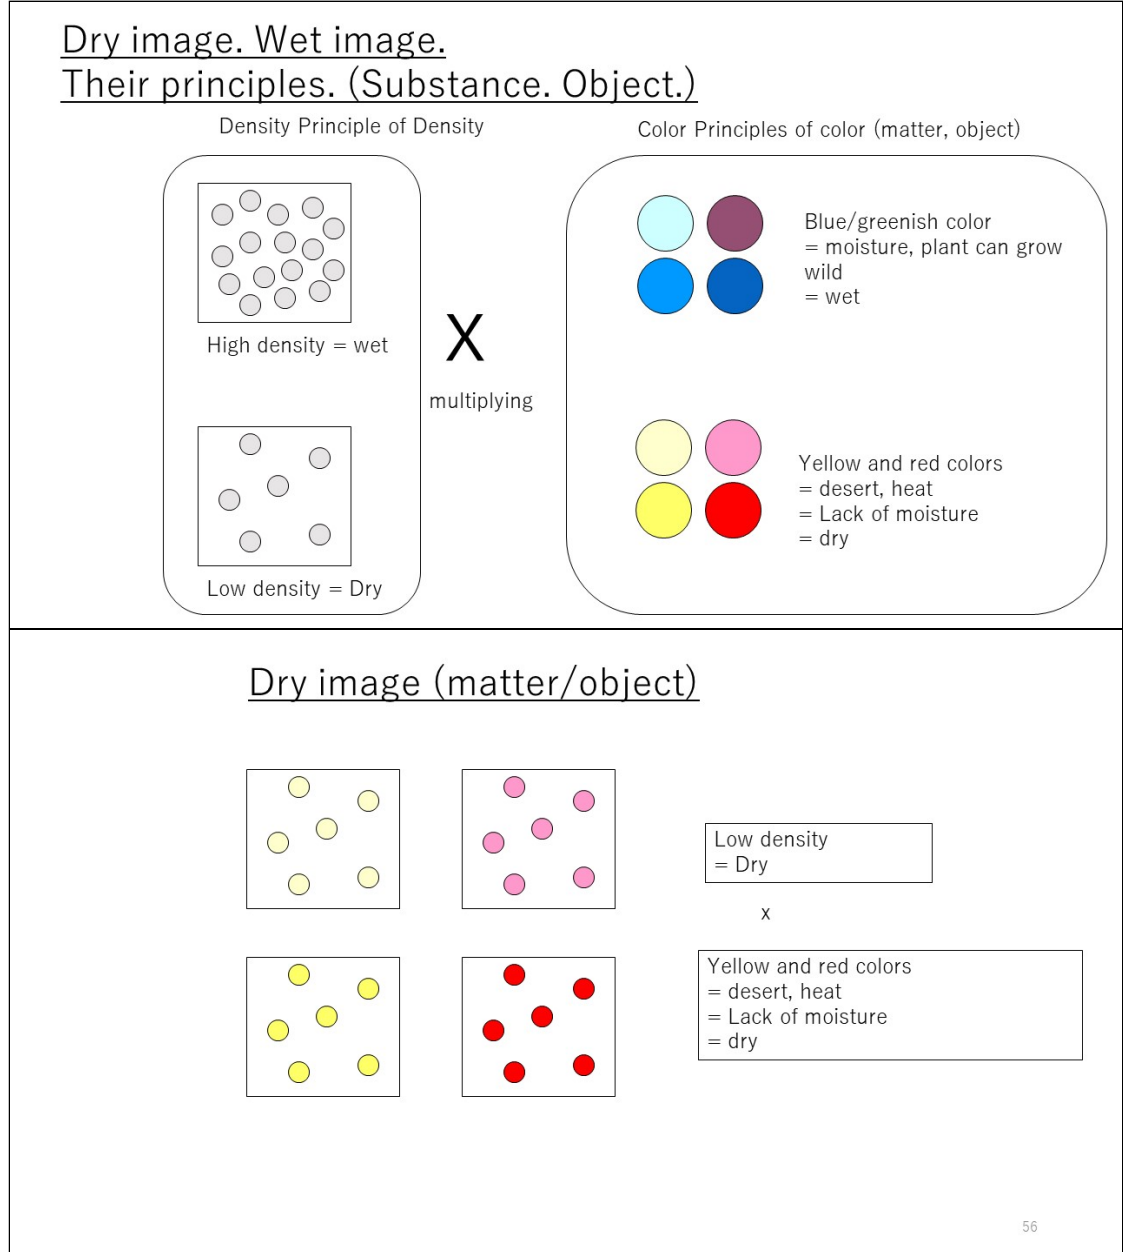 Dry image. Wet image.
Their principles. (Substance. Object.)
Density Principle of Density
High density = wet
Low density = Dry
X
multiplying
Color Principles of color (matter, object)
Blue/greenish color
= moisture, plant can grow
wild
= wet
Yellow and red colors
= desert, heat
= Lack of moisture
= dry
Dry image (matter/object)
Low density
= Dry
x
Yellow and red colors
= desert, heat
= Lack of moisture
= dry
56